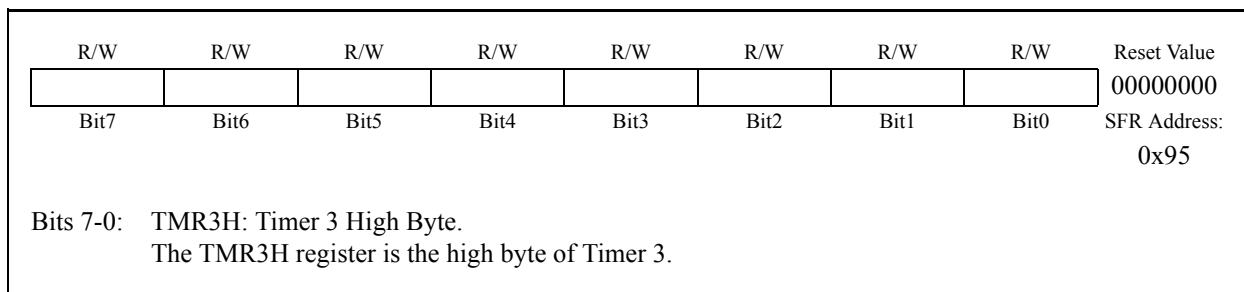 R/W R/W R/W R/W R/W R/W R/W R/W Reset Value
00000000
Bit7 Bit6 Bit5 Bit4 Bit3 Bit2 Bit1 Bit0 SFR Address:
0x95
Bits 7-0: TMR3H: Timer 3 High Byte.
The TMR3H register is the high byte of Timer 3.